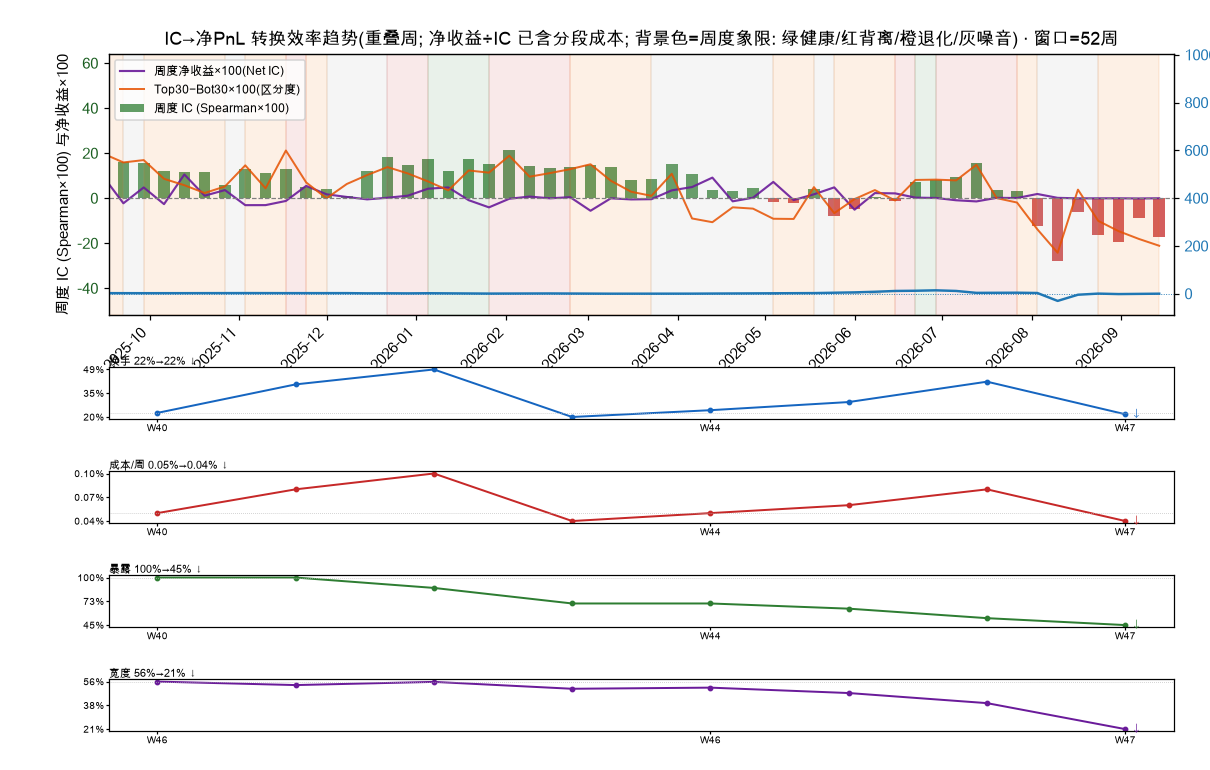 IC→净PnL 转换效率趋势(重叠周; 净收益÷IC 已含分段成本; 背景色=周度象限: 绿健康/红背离/橙退化/灰噪音) · 窗口=52周
周度 IC (Spearman×100) 与净收益×100
周度净收益×100(Net IC)
Top30−Bot30×100(区分度)
周度 IC (Spearman×100)
60
40
20
0
-20
-40
1000
800
600
400
200
0
2025-10
2025-11
2025-12
2026-01
2026-02
2026-03
2026-04
2026-05
2026-06
2026-07
2026-08
2026-09
换手 22%→22% ↓
49%
35%
20%
↓
W40
W44
W47
成本/周 0.05%→0.04% ↓
0.10%
0.07%
0.04%
↓
W40
W44
W47
暴露 100%→45% ↓
100%
73%
45%
↓
W40
W44
W47
宽度 56%→21% ↓
56%
38%
21%
↓
W46
W46
W47